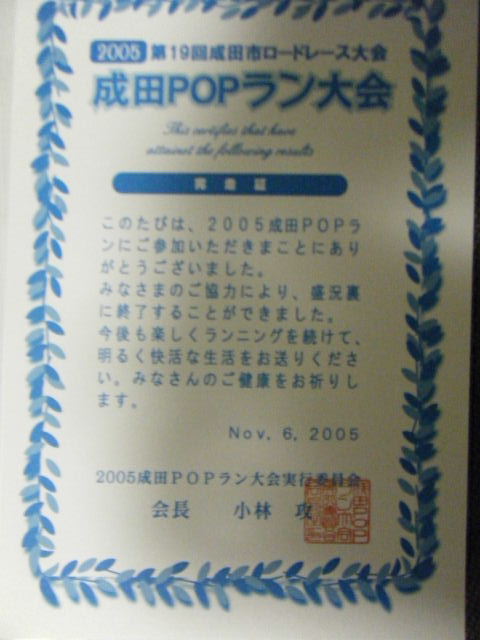 2005 第19回成田市ロードレース大会
成田POPラン大会
This certifies that have
attained the following results
完走証
このたびは、2005成田POPラ
ンにご参加いただきまことにあり
がとうございました。
みなさまのご協力により、盛況裏
に終了することができました。
今後も楽しくランニングを続けて、
明るく快活な生活をお送りくださ
い。みなさんのご健康をお祈りし
ます。
Nov, 6, 2005
2005成田POPラン大会実行委員会
会長 小林 攻